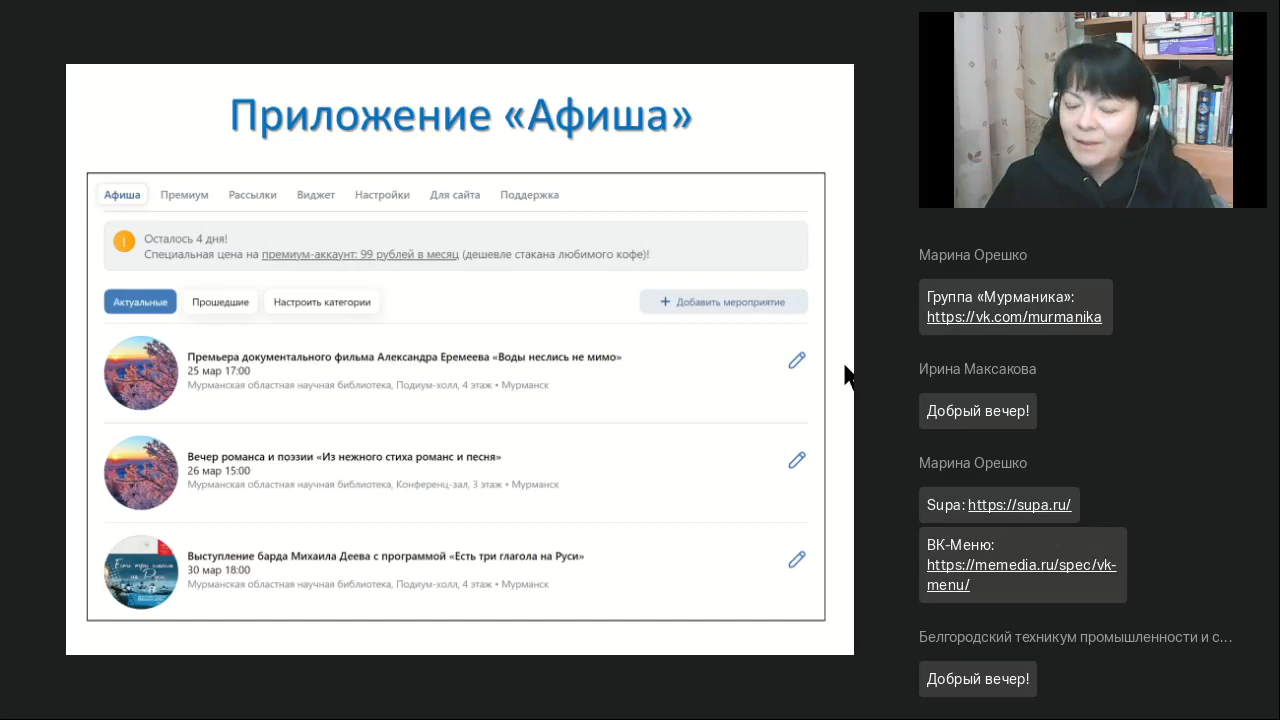 Приложение «Афиша»
Афиша Премиум Рассылки Виджет Настройки Для сайта Поддержка
Осталось 4 дня!
Специальная цена на премиум-аккаунт: 99 рублей в месяц (дешевле стакана любимого кофе)!
Актуальные Прошедшие Настроить категории + Добавить мероприятие
Премьера документального фильма Александра Еремеева «Воды неслись не мимо»
25 мар 17:00
Мурманская областная научная библиотека, Подиум-холл, 4 этаж • Мурманск
Вечер романса и поэзии «Из нежного стиха романс и песня»
26 мар 15:00
Мурманская областная научная библиотека, Конференц-зал, 3 этаж • Мурманск
Есть три глагола
на Руси
Выступление барда Михаила Деева с программой «Есть три глагола на Руси»
30 мар 18:00
Мурманская областная научная библиотека, Подиум-холл, 4 этаж • Мурманск
Марина Орешко
Группа «Мурманика»:
https://vk.com/murmanika
Ирина Максакова
Добрый вечер!
Марина Орешко
Supa: https://supa.ru/
ВК-Меню:
https://memedia.ru/spec/vk-
menu/
Белгородский техникум промышленности и с...
Добрый вечер!